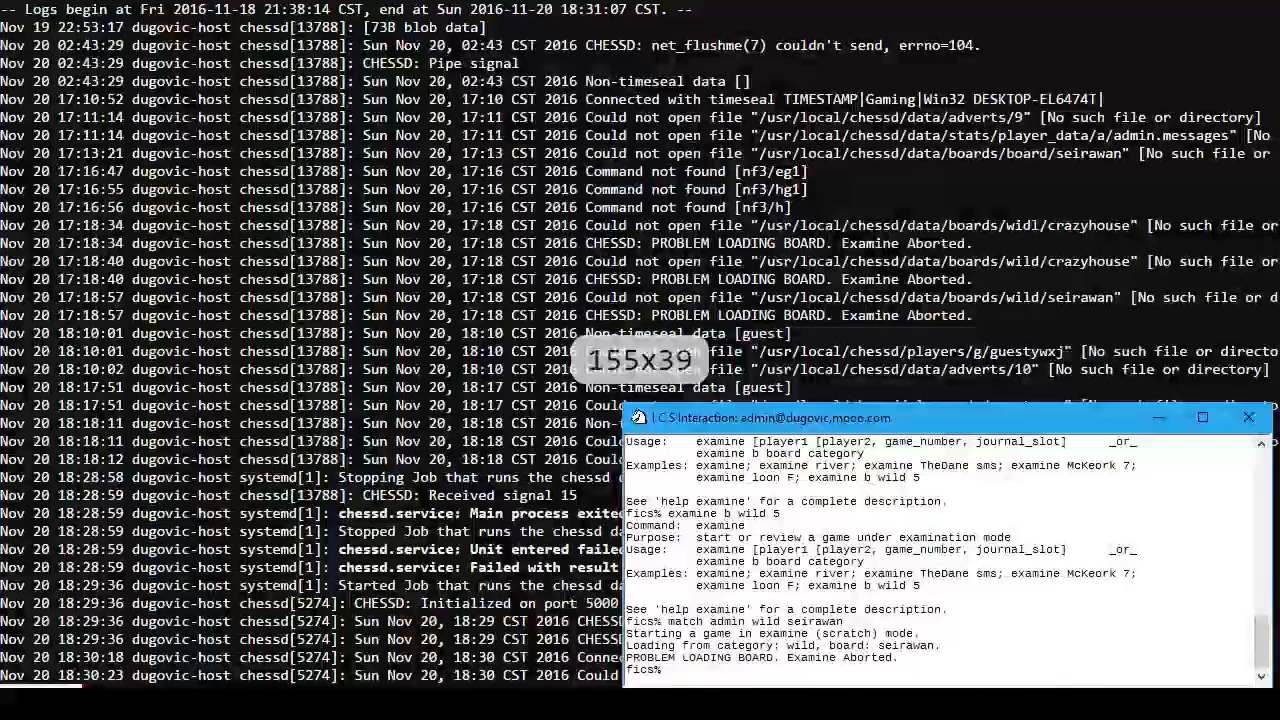 -- Logs begin at Fri 2016-11-18 21:38:14 CST, end at Sun 2016-11-20 18:31:07 CST. --
Nov 19 22:53:17 dugovic-host chessd[13788]: [73B blob data]
Nov 20 02:43:29 dugovic-host chessd[13788]: Sun Nov 20, 02:43 CST 2016 CHESSD: net_flushme(7) couldn't send, errno=104.
Nov 20 02:43:29 dugovic-host chessd[13788]: CHESSD: Pipe signal
Nov 20 02:43:29 dugovic-host chessd[13788]: Sun Nov 20, 02:43 CST 2016 Non-timeseal data []
Nov 20 17:10:52 dugovic-host chessd[13788]: Sun Nov 20, 17:10 CST 2016 Connected with timeseal TIMESTAMP|Gaming|Win32 DESKTOP-EL6474T|
Nov 20 17:11:14 dugovic-host chessd[13788]: Sun Nov 20, 17:11 CST 2016 Could not open file "/usr/local/chessd/data/adverts/9" [No such file or directory]
Nov 20 17:11:14 dugovic-host chessd[13788]: Sun Nov 20, 17:11 CST 2016 Could not open file "/usr/local/chessd/data/stats/player_data/a/admin.messages" [No
Nov 20 17:13:21 dugovic-host chessd[13788]: Sun Nov 20, 17:13 CST 2016 Could not open file "/usr/local/chessd/data/boards/board/seirawan" [No such file or
Nov 20 17:16:47 dugovic-host chessd[13788]: Sun Nov 20, 17:16 CST 2016 Command not found [nf3/eg1]
Nov 20 17:16:55 dugovic-host chessd[13788]: Sun Nov 20, 17:16 CST 2016 Command not found [nf3/hg1]
Nov 20 17:16:56 dugovic-host chessd[13788]: Sun Nov 20, 17:16 CST 2016 Command not found [nf3/h]
Nov 20 17:18:34 dugovic-host chessd[13788]: Sun Nov 20, 17:18 CST 2016 Could not open file "/usr/local/chessd/data/boards/widl/crazyhouse" [No such file or
Nov 20 17:18:34 dugovic-host chessd[13788]: Sun Nov 20, 17:18 CST 2016 CHESSD: PROBLEM LOADING BOARD. Examine Aborted.
Nov 20 17:18:40 dugovic-host chessd[13788]: Sun Nov 20, 17:18 CST 2016 Could not open file "/usr/local/chessd/data/boards/wild/crazyhouse" [No such file or
Nov 20 17:18:40 dugovic-host chessd[13788]: Sun Nov 20, 17:18 CST 2016 CHESSD: PROBLEM LOADING BOARD. Examine Aborted.
Nov 20 17:18:57 dugovic-host chessd[13788]: Sun Nov 20, 17:18 CST 2016 Could not open file "/usr/local/chessd/data/boards/wild/seirawan" [No such file or d
Nov 20 17:18:57 dugovic-host chessd[13788]: Sun Nov 20, 17:18 CST 2016 CHESSD: PROBLEM LOADING BOARD. Examine Aborted.
Nov 20 18:10:01 dugovic-host chessd[13788]: Sun Nov 20, 18:10 CST 2016 Non-timeseal data [guest]
Nov 20 18:10:01 dugovic-host chessd[13788]: Sun Nov 20, 18:10 CST 2016 file "/usr/local/chessd/players/g/guestywxj" [No such file or directo
155x39
Nov 20 18:10:02 dugovic-host chessd[13788]: Sun Nov 20, 18:10 CST 2016 file "/usr/local/chessd/data/adverts/10" [No such file or directory]
Nov 20 18:17:51 dugovic-host chessd[13788]: Sun Nov 20, 18:17 CST 2016 Non-timeseal data [guest]
Nov 20 18:17:51 dugovic-host chessd[13788]: Sun Nov 20, 18:17 CST 2016
Nov 20 18:18:11 dugovic-host chessd[13788]: Sun Nov 20, 18:18 CST 2016 Coul
Nov 20 18:18:11 dugovic-host chessd[13788]: Sun Nov 20, 18:18 CST 2016 Non-
Nov 20 18:18:12 dugovic-host chessd[13788]: Sun Nov 20, 18:18 CST 2016 Coul
Nov 20 18:28:58 dugovic-host systemd[1]: Stopping Job that runs the chessd
Nov 20 18:28:59 dugovic-host chessd[13788]: CHESSD: Received signal 15
Nov 20 18:28:59 dugovic-host systemd[1]: chessd.service: Main process exite
Nov 20 18:28:59 dugovic-host systemd[1]: Stopped Job that runs the chessd da
Nov 20 18:28:59 dugovic-host systemd[1]: chessd.service: Unit entered failed
Nov 20 18:28:59 dugovic-host systemd[1]: chessd.service: Failed with result
Nov 20 18:29:36 dugovic-host systemd[1]: Started Job that runs the chessd da
Nov 20 18:29:36 dugovic-host chessd[5274]: CHESSD: Initialized on port 5000
Nov 20 18:29:36 dugovic-host chessd[5274]: Sun Nov 20, 18:29 CST 2016 CHESS
Nov 20 18:29:36 dugovic-host chessd[5274]: Sun Nov 20, 18:29 CST 2016 CHESS
Nov 20 18:30:18 dugovic-host chessd[5274]: Sun Nov 20, 18:30 CST 2016 Conne
Nov 20 18:30:23 dugovic-host chessd[5274]: Sun Nov 20, 18:30 CST 2016 Could
I C S Interaction: admin@dugovic.mooo.com
Usage: examine [player1 [player2, game_number, journal_slot] _or_
examine b board category
Examples: examine; examine river; examine TheDane sms; examine McKeork 7;
examine loon F; examine b wild 5
See 'help examine' for a complete description.
fics% examine b wild 5
Command: examine
Purpose: start or review a game under examination mode
Usage: examine [player1 [player2, game_number, journal_slot] _or_
examine b board category
Examples: examine; examine river; examine TheDane sms; examine McKeork 7;
examine loon F; examine b wild 5
See 'help examine' for a complete description.
fics% match admin wild seirawan
Starting a game in examine (scratch) mode.
Loading from category: wild, board: seirawan.
PROBLEM LOADING BOARD. Examine Aborted.
fics%